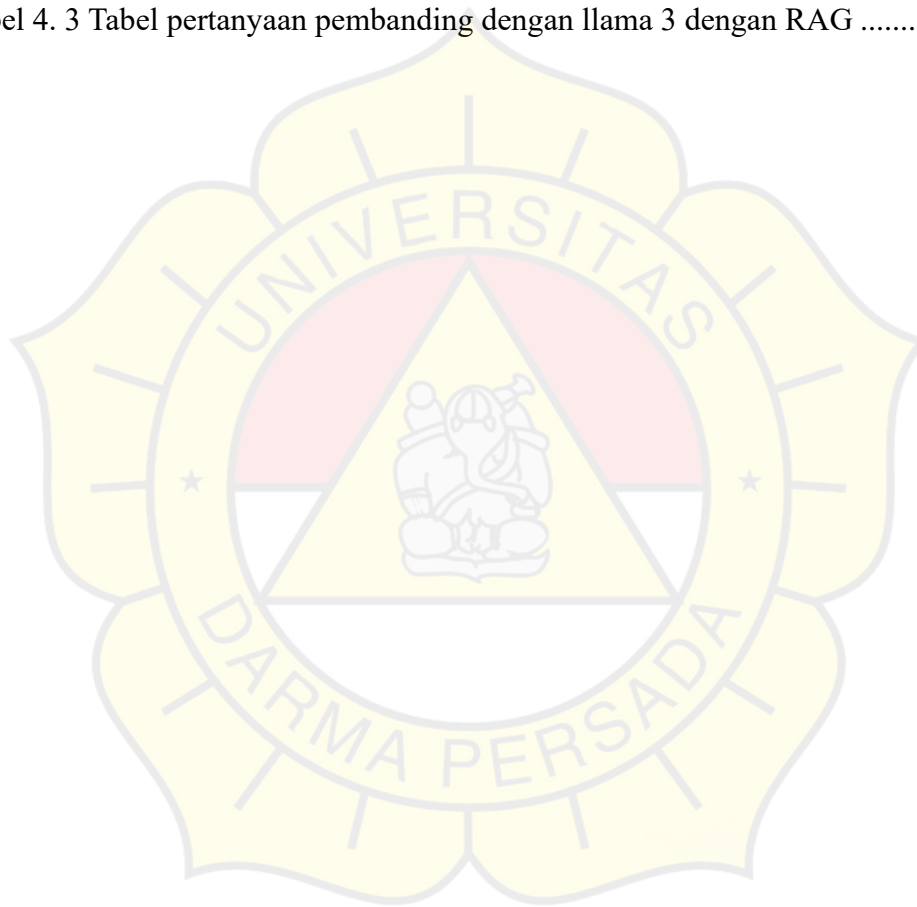 el 4. 3 Tabel pertanyaan pembanding dengan llama 3 dengan RAG .......
UNIVERSITAS
DARMA PERSADA